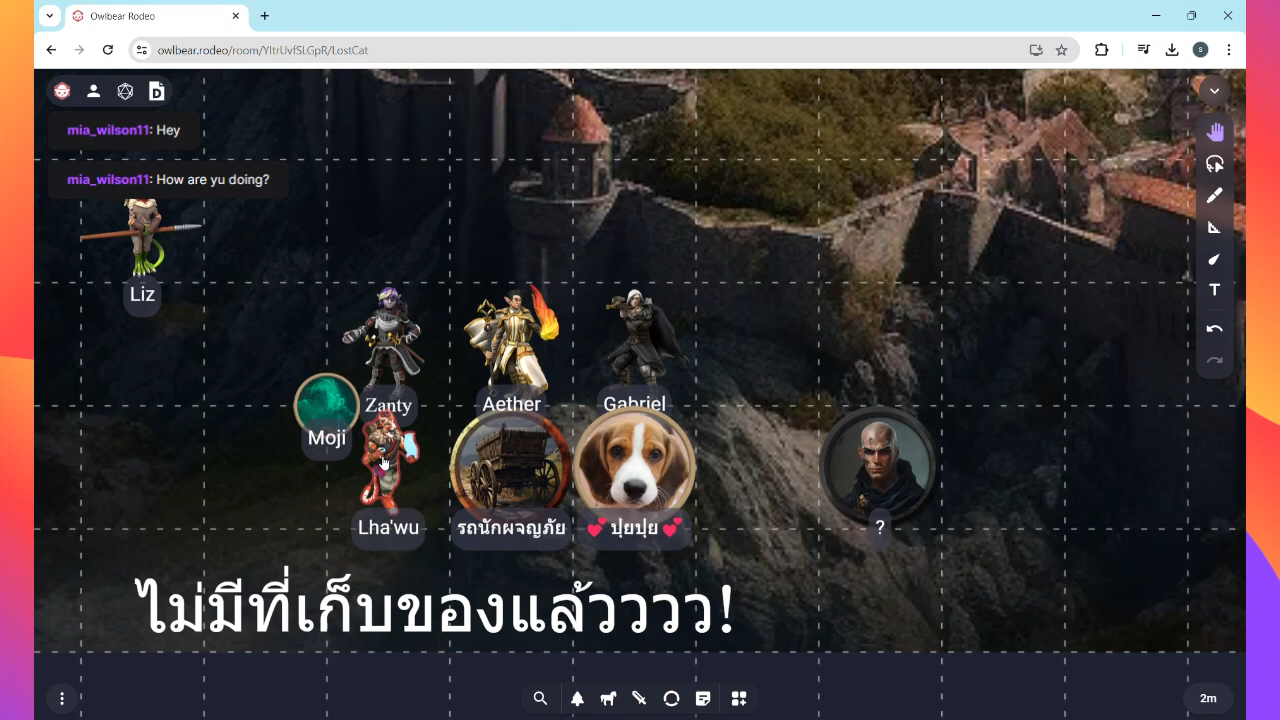 Owlbear Rodeo
owlbear.rodeo/room/YItrUvfSLGpR/LostCat
S
mia_wilson11: Hey
mia_wilson11: How are yu doing?
Liz
Zanty
Aether
Gabriel
Moji
Lha'wu
รถนักผจญภัย
💕 ปุยปุย 💕
?
ไม่มีที่เก็บของแล้วววว!
2m